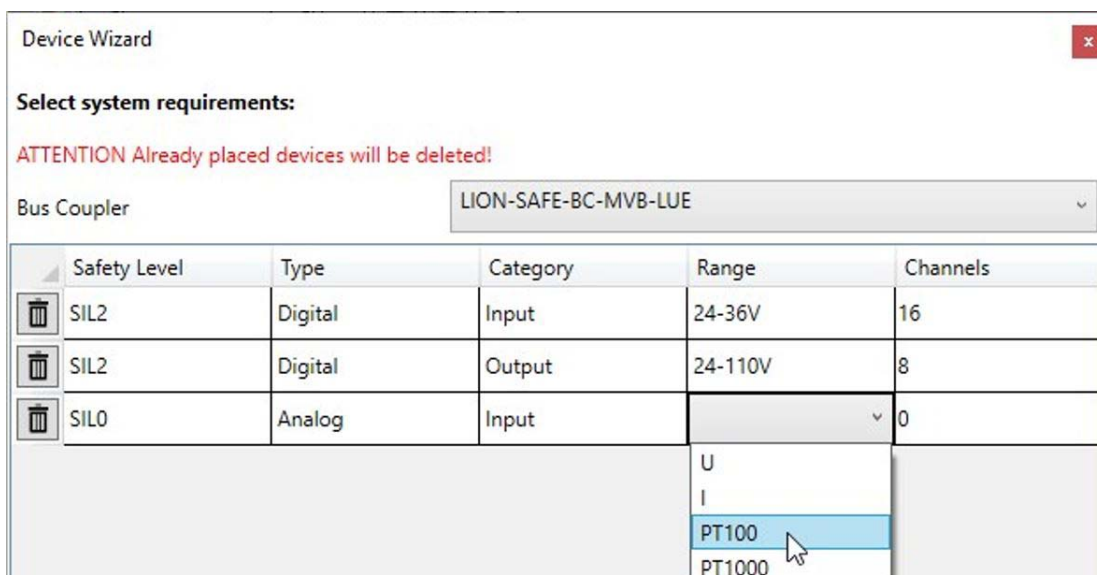 Device Wizard
x
Select system requirements:
ATTENTION Already placed devices will be deleted!
Bus Coupler LION-SAFE-BC-MVB-LUE
Safety Level Type Category Range Channels
SIL2 Digital Input 24-36V 16
SIL2 Digital Output 24-110V 8
SIL0 Analog Input 0
U
I
PT100
PT1000